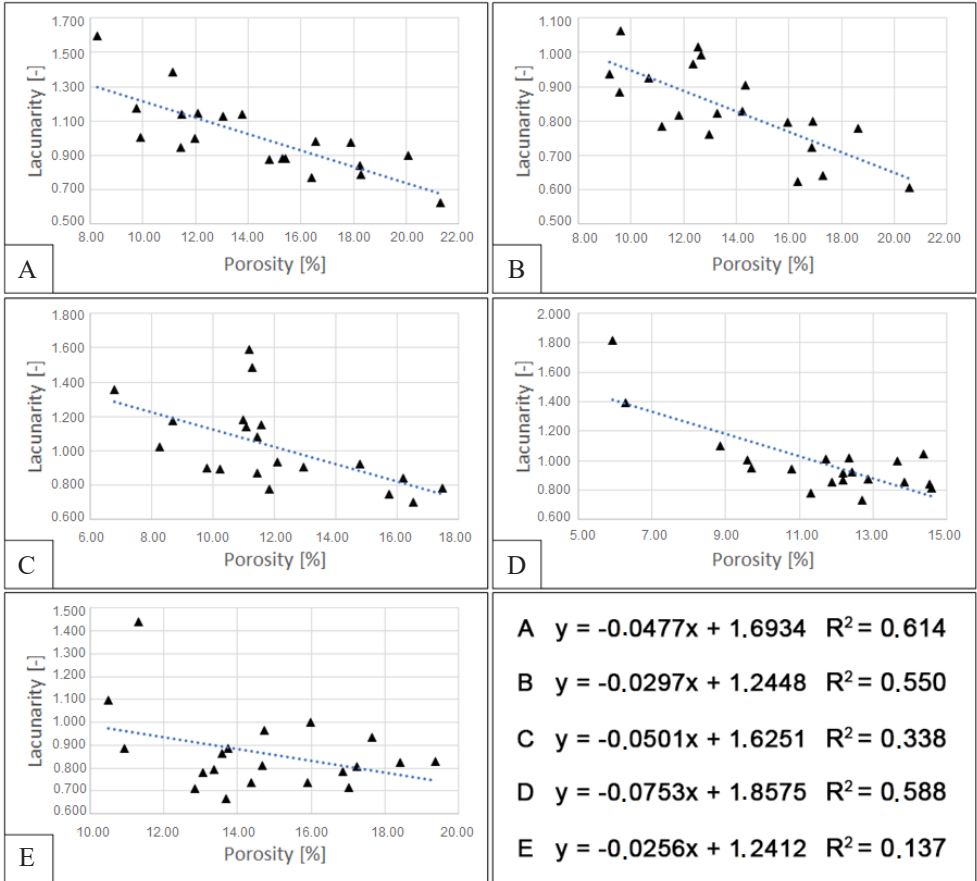 1.700
1.500
1.300
1.100
0.900
0.700
0.500
Lacunarity [-]
8.00 10.00 12.00 14.00 16.00 18.00 20.00 22.00
Porosity [%]
A
1.100
1.000
0.900
0.800
0.700
0.600
0.500
Lacunarity [-]
8.00 10.00 12.00 14.00 16.00 18.00 20.00 22.00
Porosity [%]
B
1.800
1.600
1.400
1.200
1.000
0.800
0.600
Lacunarity [-]
6.00 8.00 10.00 12.00 14.00 16.00 18.00
Porosity [%]
C
2.000
1.800
1.600
1.400
1.200
1.000
0.800
0.600
Lacunarity [-]
5.00 7.00 9.00 11.00 13.00 15.00
Porosity [%]
D
1.500
1.400
1.300
1.200
1.100
1.000
0.900
0.800
0.700
0.600
Lacunarity [-]
10.00 12.00 14.00 16.00 18.00 20.00
Porosity [%]
E
A y = -0.0477x + 1.6934 R² = 0.614
B y = -0.0297x + 1.2448 R² = 0.550
C y = -0.0501x + 1.6251 R² = 0.338
D y = -0.0753x + 1.8575 R² = 0.588
E y = -0.0256x + 1.2412 R² = 0.137